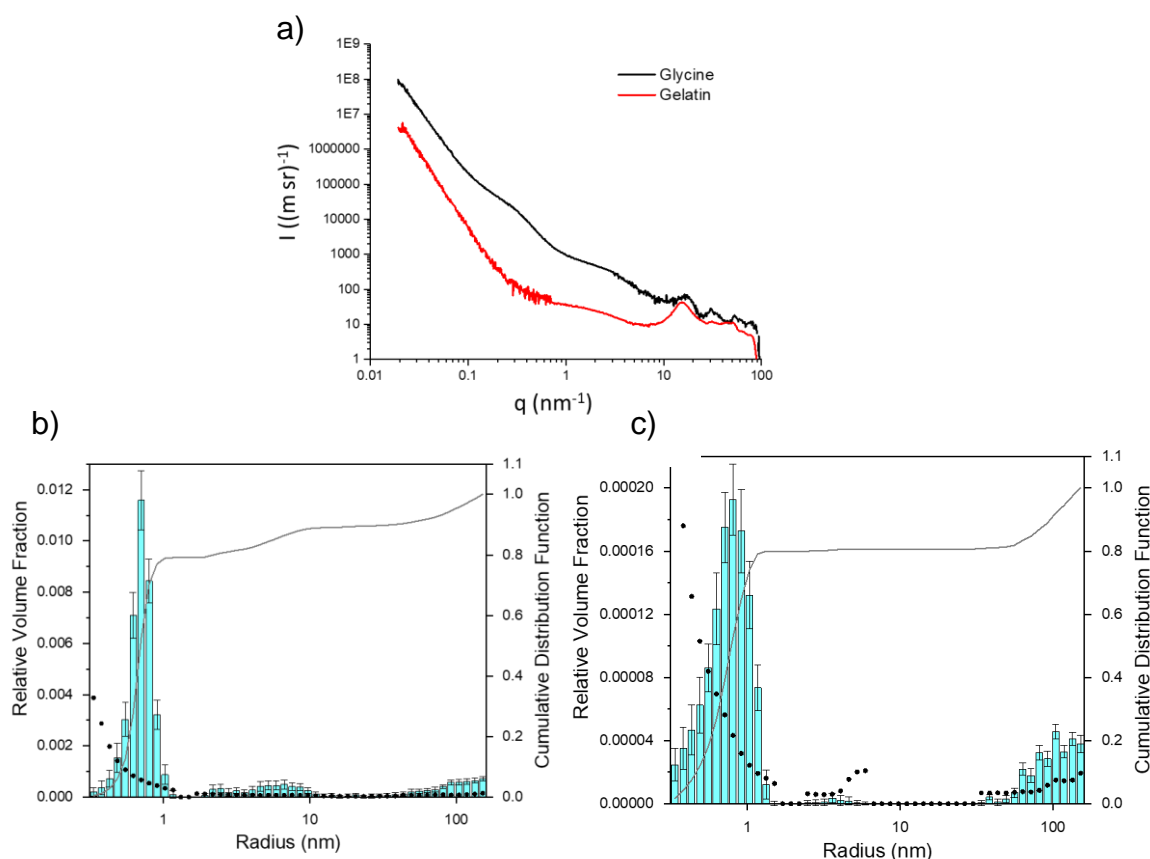 a)
1E9
1E8
1E7
1000000
100000
10000
1000
100
10
1
Glycine
Gelatin
I ((m sr)⁻¹)
0.01 0.1 1 10 100
q (nm⁻¹)
b)
Relative Volume Fraction
0.012
0.010
0.008
0.006
0.004
0.002
0.000
1.1
1.0
0.8
0.6
0.4
0.2
0.0
Cumulative Distribution Function
1 10 100
Radius (nm)
c)
Relative Volume Fraction
0.00020
0.00016
0.00012
0.00008
0.00004
0.00000
1.1
1.0
0.8
0.6
0.4
0.2
0.0
Cumulative Distribution Function
1 10 100
Radius (nm)